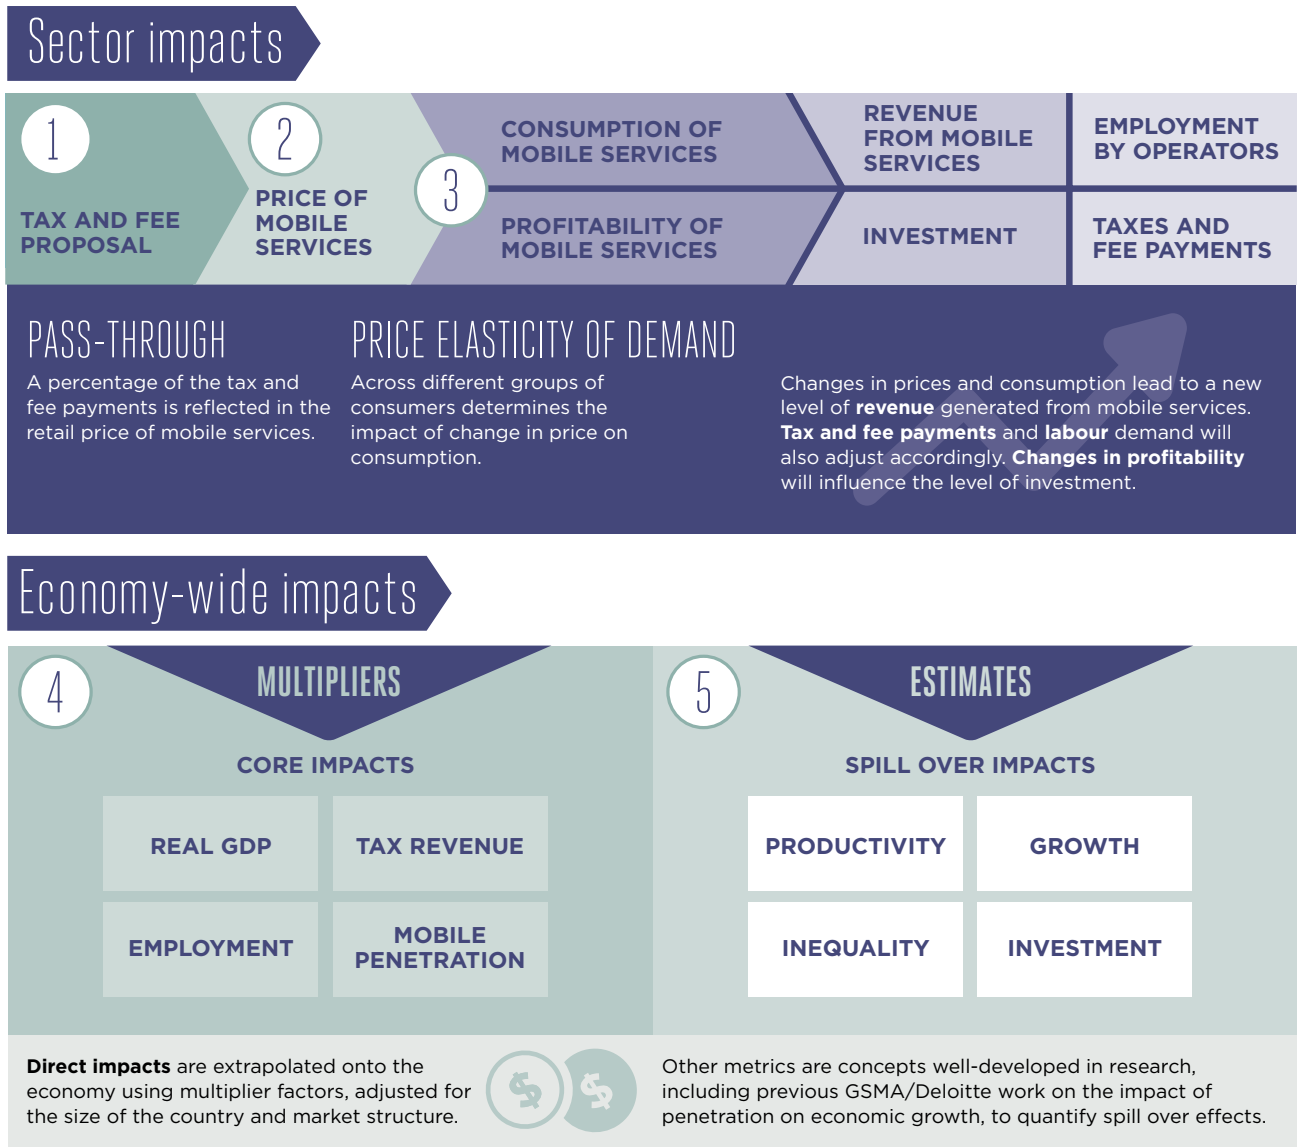 Sector impacts
1
TAX AND FEE
PROPOSAL
2
PRICE OF
MOBILE
SERVICES
3
CONSUMPTION OF
MOBILE SERVICES
PROFITABILITY OF
MOBILE SERVICES
REVENUE
FROM MOBILE
SERVICES
INVESTMENT
EMPLOYMENT
BY OPERATORS
TAXES AND
FEE PAYMENTS
PASS-THROUGH
A percentage of the tax and
fee payments is reflected in the
retail price of mobile services.
PRICE ELASTICITY OF DEMAND
Across different groups of
consumers determines the
impact of change in price on
consumption.
Changes in prices and consumption lead to a new
level of revenue generated from mobile services.
Tax and fee payments and labour demand will
also adjust accordingly. Changes in profitability
will influence the level of investment.
Economy-wide impacts
4
MULTIPLIERS
CORE IMPACTS
REAL GDP
TAX REVENUE
EMPLOYMENT
MOBILE
PENETRATION
Direct impacts are extrapolated onto the
economy using multiplier factors, adjusted for
the size of the country and market structure.
$ $
5
ESTIMATES
SPILL OVER IMPACTS
PRODUCTIVITY
GROWTH
INEQUALITY
INVESTMENT
Other metrics are concepts well-developed in research,
including previous GSMA/Deloitte work on the impact of
penetration on economic growth, to quantify spill over effects.